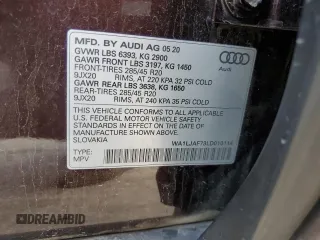 MFD. BY AUDI AG 05 20
GVWR LBS 6393, KG 2900
GAWR FRONT LBS 3197, KG 1450
FRONT-TIRES 285/45 R20
9JX20 RIMS, AT 220 KPA 32 PSI COLD
GAWR REAR LBS 3638, KG 1650
REAR-TIRES 285/45 R20
9JX20 RIMS, AT 240 KPA 35 PSI COLD
Audi
THIS VEHICLE CONFORMS TO ALL APPLICABLE
U.S. FEDERAL MOTOR VEHICLE SAFETY
STANDARDS IN EFFECT ON THE DATE OF
MANUFACTURE SHOWN ABOVE.
SLOVAKIA
TYPE:
MPV
AUTOBIDMASTER